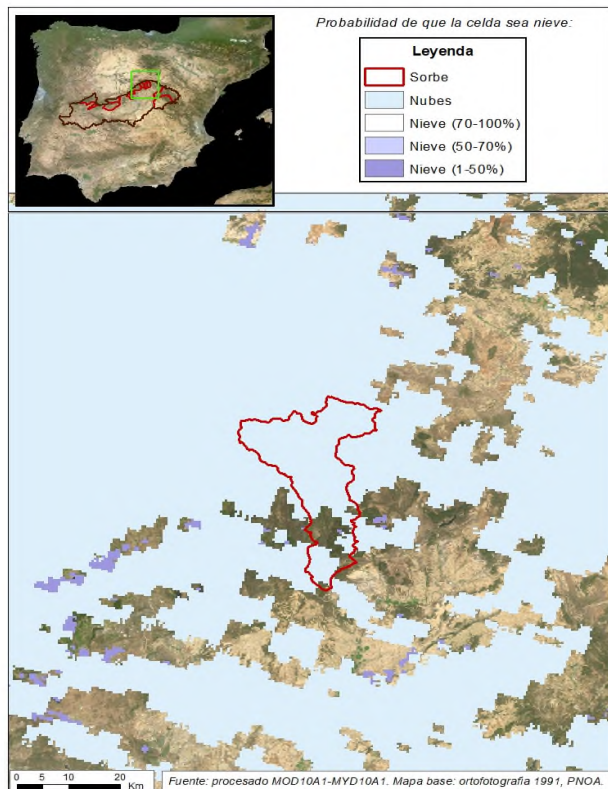 Probabilidad de que la celda sea nieve:
Leyenda
Sorbe
Nubes
Nieve (70-100%)
Nieve (50-70%)
Nieve (1-50%)
0 5 10 20
Km
Fuente: procesado MOD10A1-MYD10A1. Mapa base: ortofotografía 1991, PNOA.